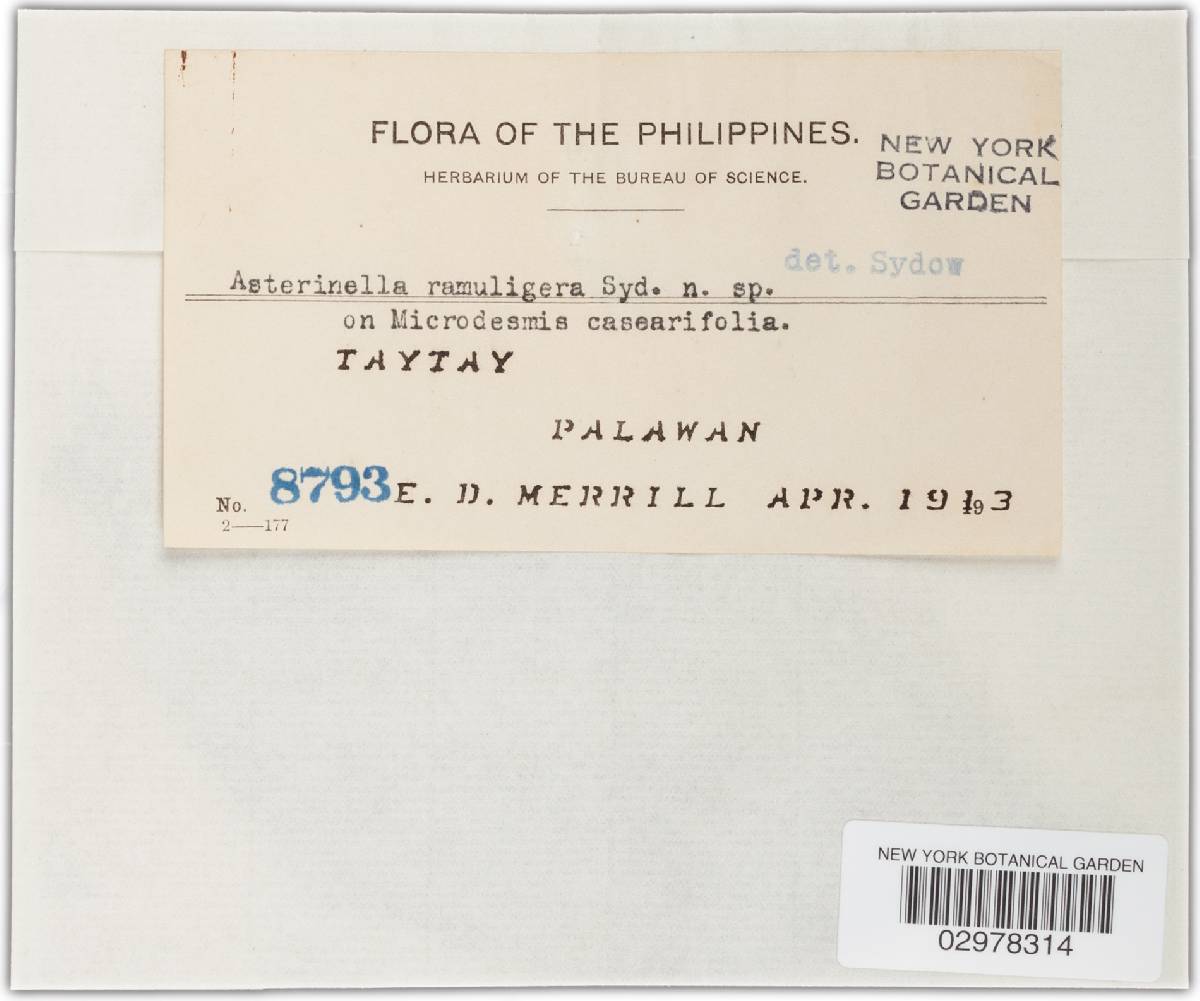 FLORA OF THE PHILIPPINES.
HERBARIUM OF THE BUREAU OF SCIENCE.
NEW YORK
BOTANICAL
GARDEN
det. Sydow
Asterinella ramuligera Syd. n. sp.
on Microdesmis casearifolia.
TAYTAY
PALAWAN
No. 8793 E. D. MERRILL APR. 1913
2——177
NEW YORK BOTANICAL GARDEN
02978314